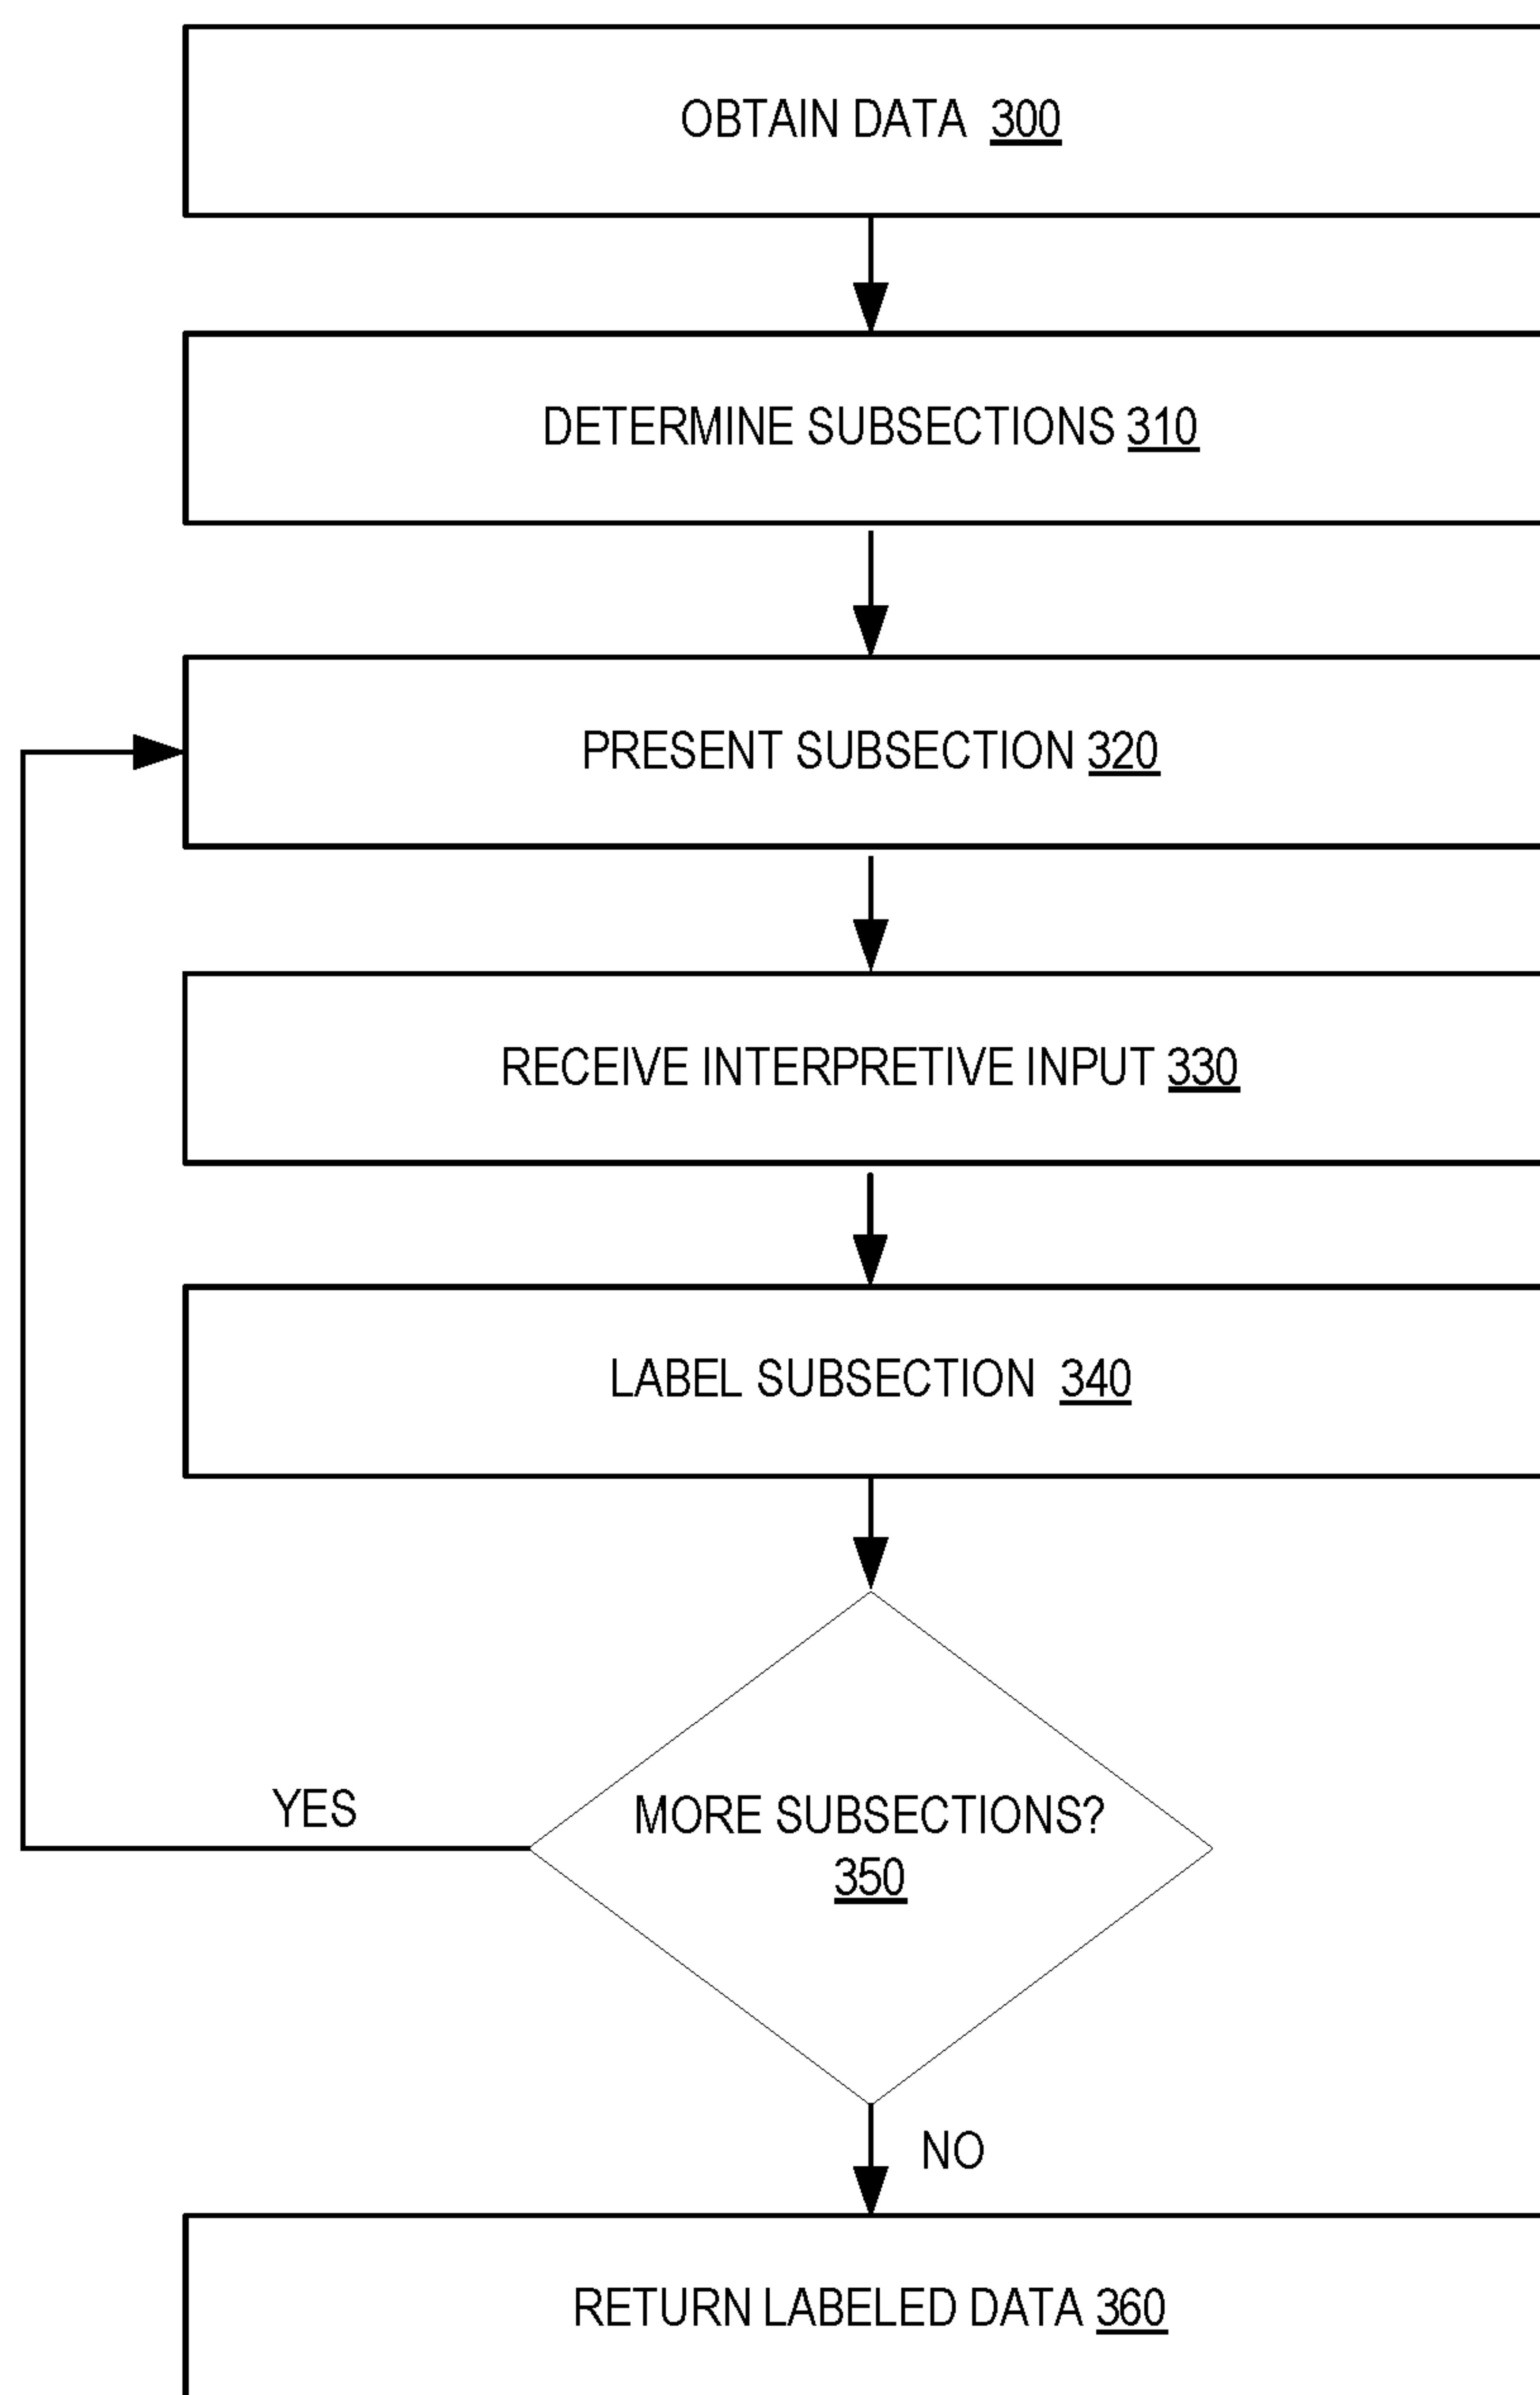 OBTAIN DATA 300
DETERMINE SUBSECTIONS 310
PRESENT SUBSECTION 320
RECEIVE INTERPRETIVE INPUT 330
LABEL SUBSECTION 340
YES
MORE SUBSECTIONS?
350
NO
RETURN LABELED DATA 360